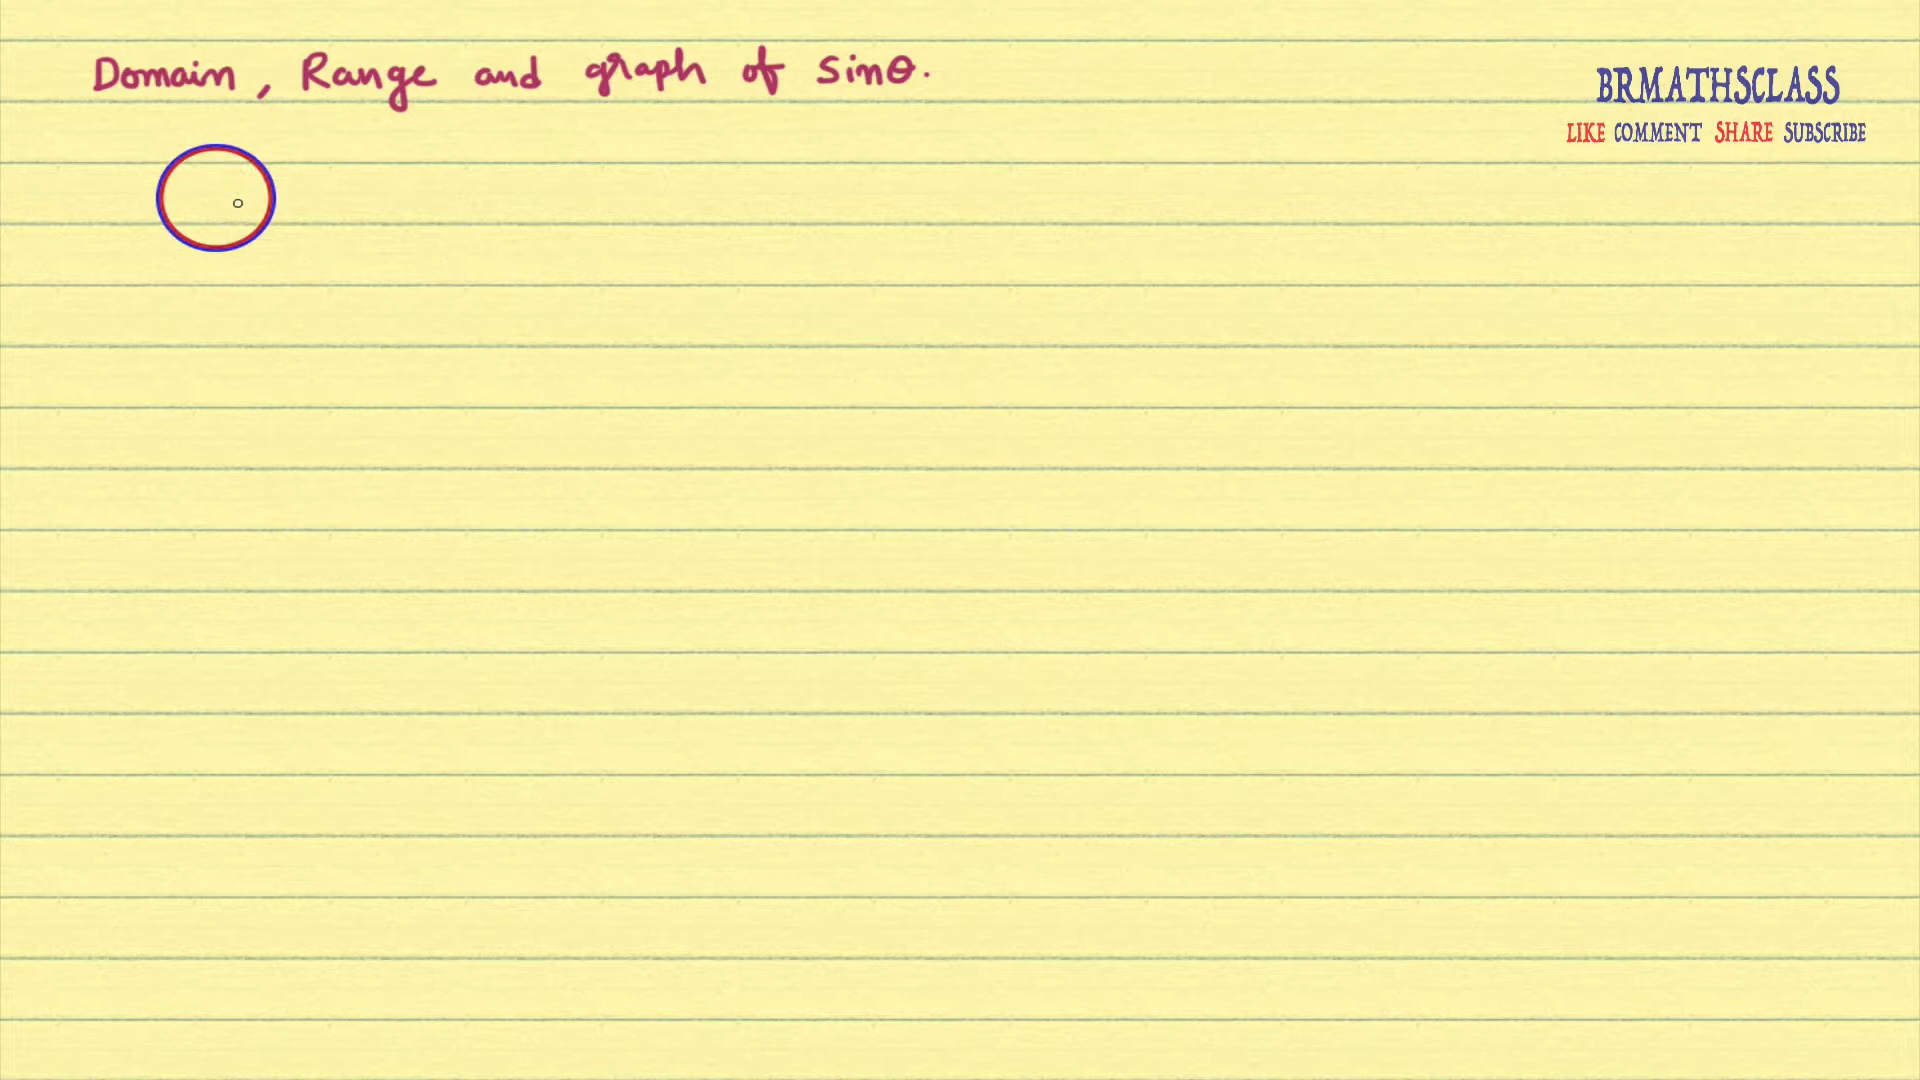 Domain, Range and graph of sinθ.
BRMATHSCLASS
LIKE COMMENT SHARE SUBSCRIBE